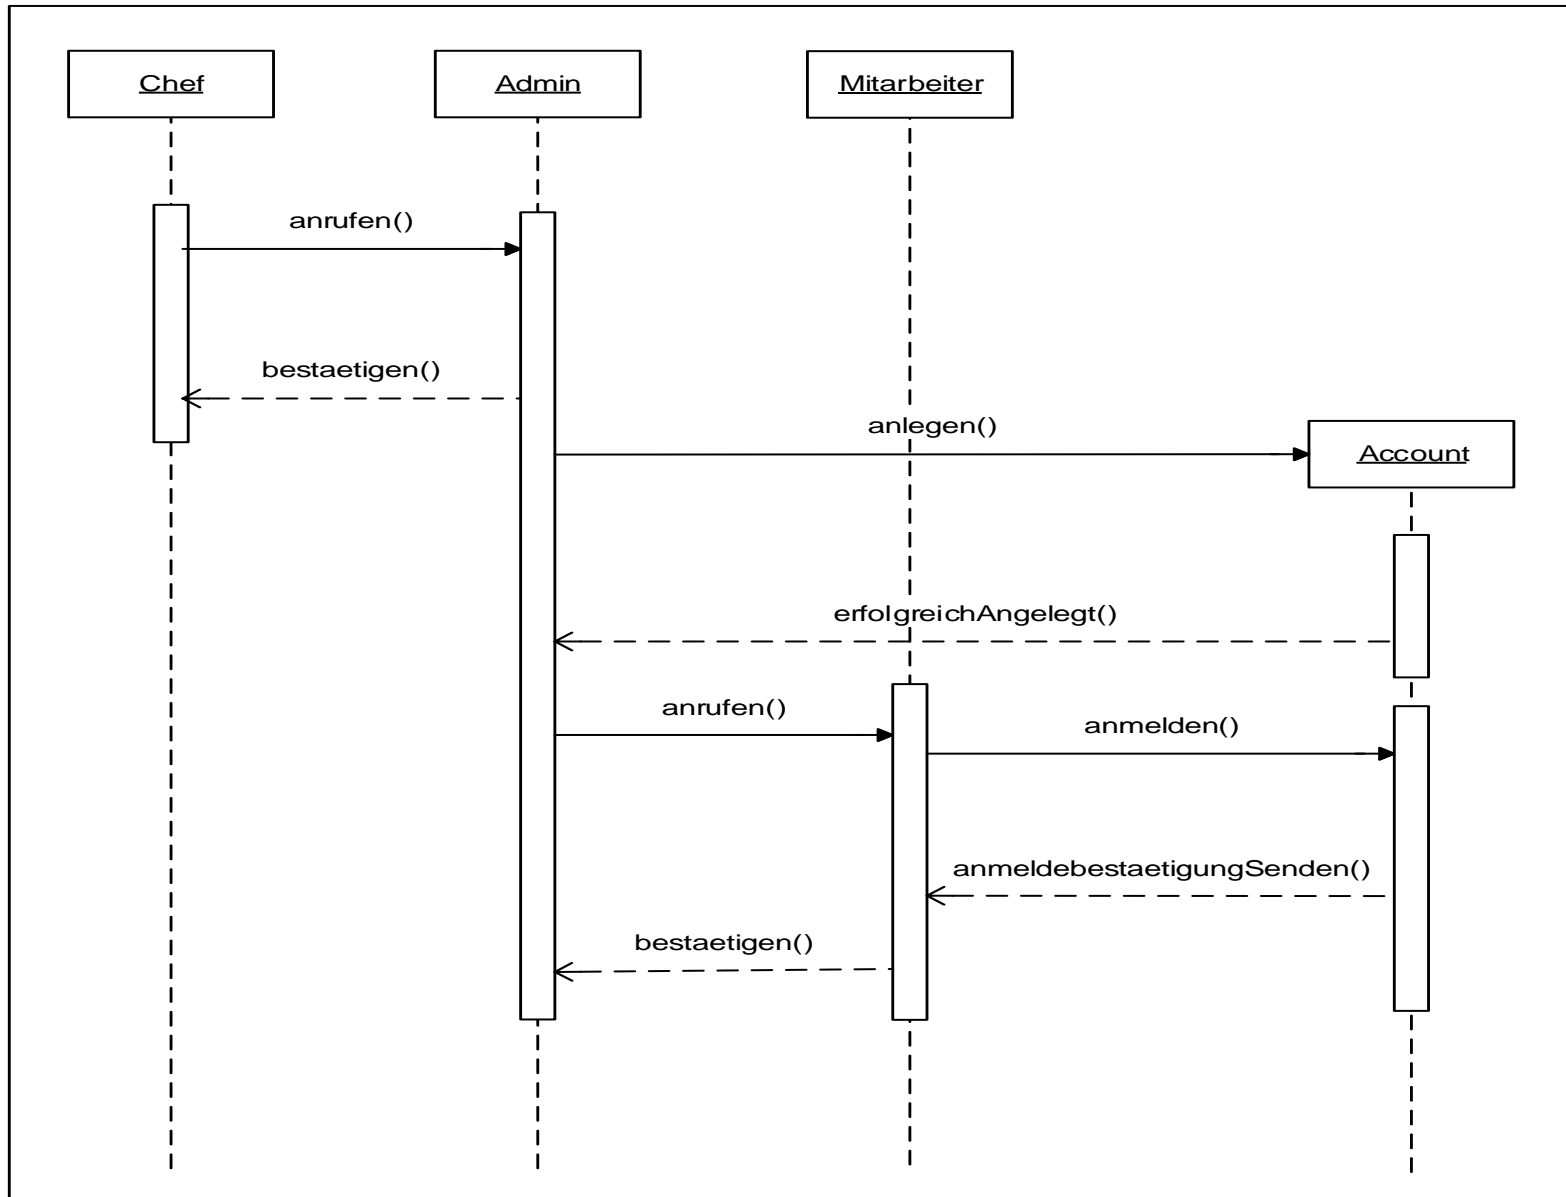 Chef
Admin
Mitarbeiter
anrufen()
bestaetigen()
anlegen()
Account
erfolgreichAngelegt()
anrufen()
anmelden()
anmeldebestaetigungSenden()
bestaetigen()